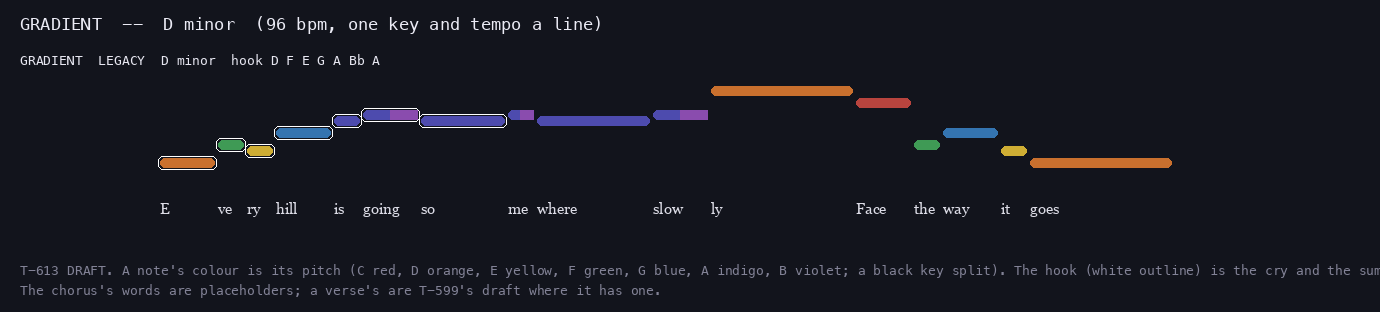 GRADIENT –– D minor (96 bpm, one key and tempo a line)
GRADIENT LEGACY D minor hook D F E G A Bb A
E ve ry hill is going so me where slow ly Face the way it goes
T–613 DRAFT. A note's colour is its pitch (C red, D orange, E yellow, F green, G blue, A indigo, B violet; a black key split). The hook (white outline) is the cry and the sum
The chorus's words are placeholders; a verse's are T–599's draft where it has one.